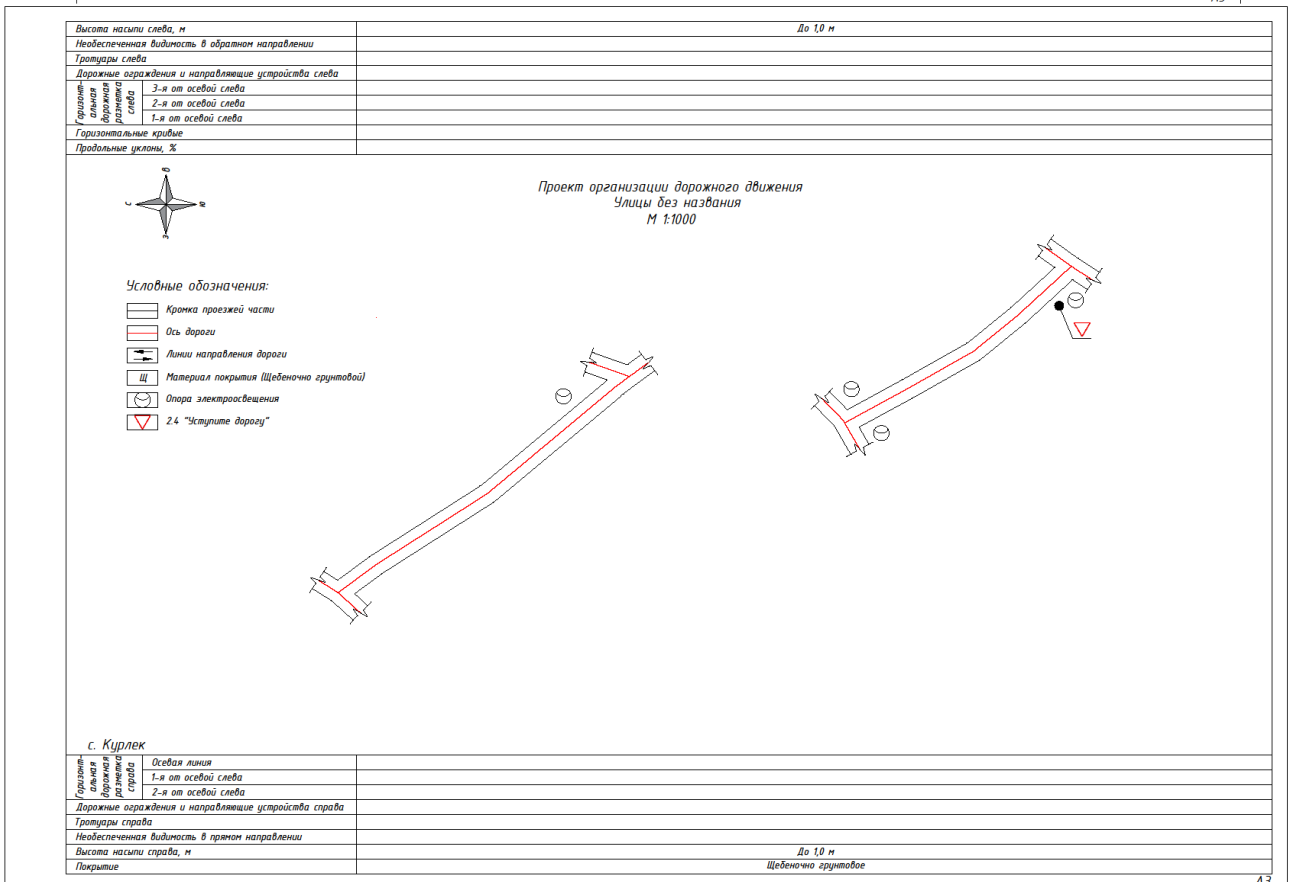 Высота насыпи слева, м
До 1,0 м
Необеспеченная видимость в обратном направлении
Тротуары слева
Дорожные ограждения и направляющие устройства слева
Горизонт-
альная
дорожная
разметка
слева
3-я от осевой слева
2-я от осевой слева
1-я от осевой слева
Горизонтальные кривые
Продольные уклоны, %
В
С
Ю
З
Проект организации дорожного движения
Улицы без названия
М 1:1000
Условные обозначения:
Кромка проезжей части
Ось дороги
Линии направления дороги
Щ Материал покрытия (Щебеночно грунтовой)
Опора электроосвещения
2.4 "Уступите дорогу"
с. Курлек
Горизонт-
альная
дорожная
разметка
справа
Осевая линия
1-я от осевой слева
2-я от осевой слева
Дорожные ограждения и направляющие устройства справа
Тротуары справа
Необеспеченная видимость в прямом направлении
Высота насыпи справа, м
До 1,0 м
Покрытие
Щебеночно грунтовое